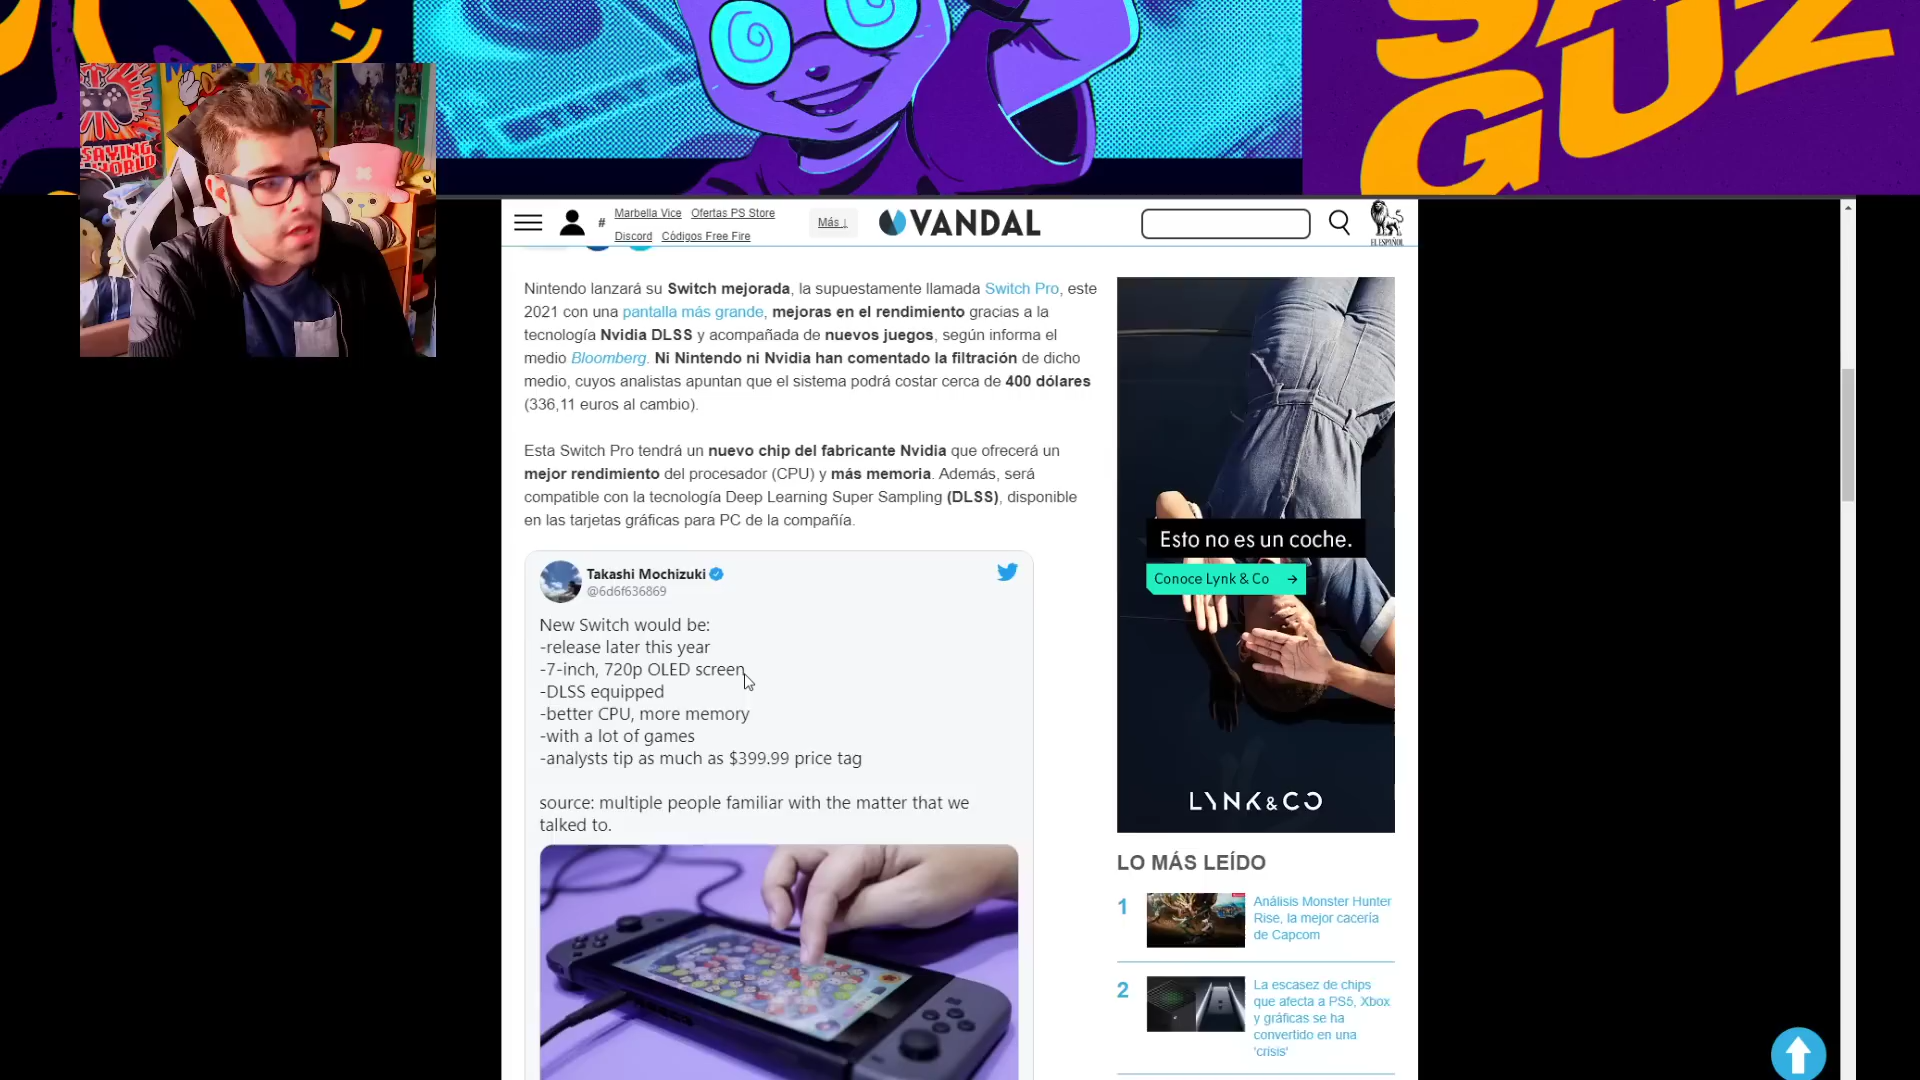 SA
GUZ
START
SAVING
WORLD
# Marbella Vice Ofertas PS Store
Discord Códigos Free Fire
Más ↓
VANDAL
EL ESPAÑOL
Nintendo lanzará su Switch mejorada, la supuestamente llamada Switch Pro, este
2021 con una pantalla más grande, mejoras en el rendimiento gracias a la
tecnología Nvidia DLSS y acompañada de nuevos juegos, según informa el
medio Bloomberg. Ni Nintendo ni Nvidia han comentado la filtración de dicho
medio, cuyos analistas apuntan que el sistema podrá costar cerca de 400 dólares
(336,11 euros al cambio).
Esta Switch Pro tendrá un nuevo chip del fabricante Nvidia que ofrecerá un
mejor rendimiento del procesador (CPU) y más memoria. Además, será
compatible con la tecnología Deep Learning Super Sampling (DLSS), disponible
en las tarjetas gráficas para PC de la compañía.
Takashi Mochizuki
@6d6f636869
New Switch would be:
-release later this year
-7-inch, 720p OLED screen
-DLSS equipped
-better CPU, more memory
-with a lot of games
-analysts tip as much as $399.99 price tag
source: multiple people familiar with the matter that we
talked to.
Esto no es un coche.
Conoce Lynk & Co →
LYNK&CO
LO MÁS LEÍDO
1
Análisis Monster Hunter
Rise, la mejor cacería
de Capcom
2
La escasez de chips
que afecta a PS5, Xbox
y gráficas se ha
convertido en una
'crisis'